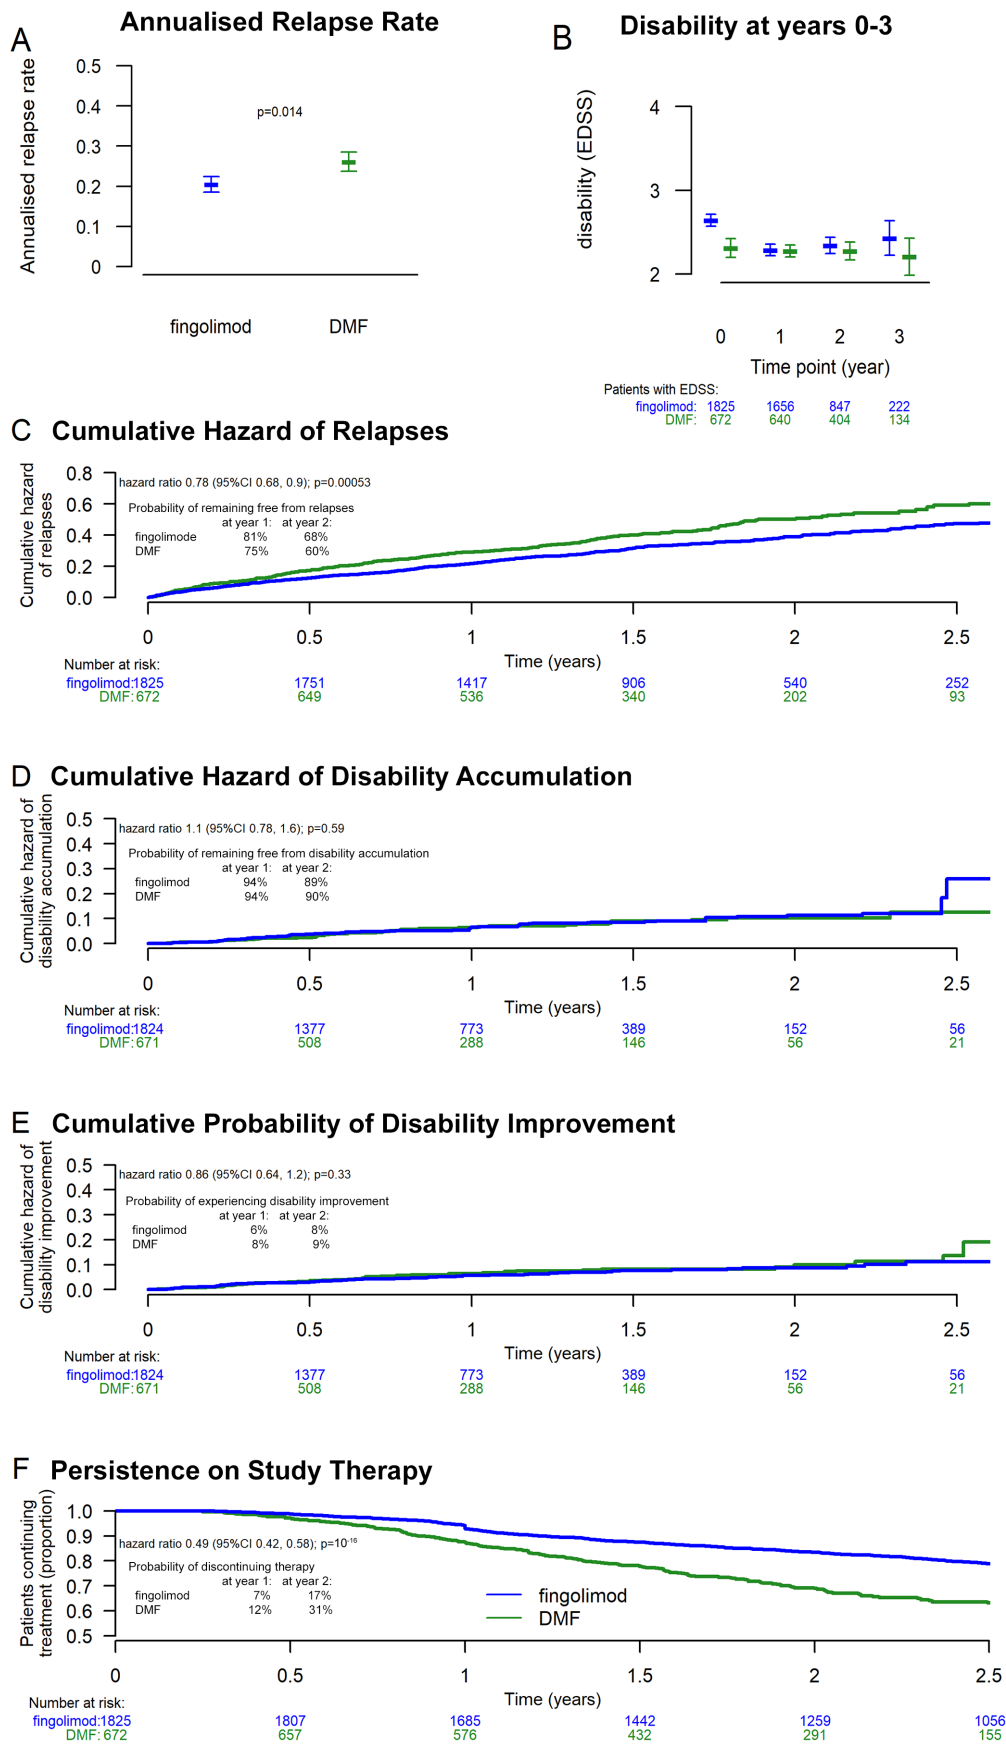 A
Annualised Relapse Rate
Annualised relapse rate
0.5
0.4
0.3
0.2
0.1
0
p=0.014
fingolimod DMF
B
Disability at years 0-3
disability (EDSS)
4
3
2
0 1 2 3
Time point (year)
Patients with EDSS:
fingolimod: 1825 1656 847 222
DMF: 672 640 404 134
C Cumulative Hazard of Relapses
Cumulative hazard
of relapses
0.8
0.6
0.4
0.2
0.0
hazard ratio 0.78 (95%CI 0.68, 0.9); p=0.00053
Probability of remaining free from relapses
at year 1: at year 2:
fingolimode 81% 68%
DMF 75% 60%
0 0.5 1 1.5 2 2.5
Time (years)
Number at risk:
fingolimod:1825 1751 1417 906 540 252
DMF: 672 649 536 340 202 93
D Cumulative Hazard of Disability Accumulation
Cumulative hazard of
disability accumulation
0.5
0.4
0.3
0.2
0.1
0.0
hazard ratio 1.1 (95%CI 0.78, 1.6); p=0.59
Probability of remaining free from disability accumulation
at year 1: at year 2:
fingolimod 94% 89%
DMF 94% 90%
0 0.5 1 1.5 2 2.5
Time (years)
Number at risk:
fingolimod:1824 1377 773 389 152 56
DMF: 671 508 288 146 56 21
E Cumulative Probability of Disability Improvement
Cumulative hazard of
disability improvement
0.5
0.4
0.3
0.2
0.1
0.0
hazard ratio 0.86 (95%CI 0.64, 1.2); p=0.33
Probability of experiencing disability improvement
at year 1: at year 2:
fingolimod 6% 8%
DMF 8% 9%
0 0.5 1 1.5 2 2.5
Time (years)
Number at risk:
fingolimod:1824 1377 773 389 152 56
DMF: 671 508 288 146 56 21
F Persistence on Study Therapy
Patients continuing
treatment (proportion)
1.0
0.9
0.8
0.7
0.6
0.5
hazard ratio 0.49 (95%CI 0.42, 0.58); p=10⁻¹⁶
Probability of discontinuing therapy
at year 1: at year 2:
fingolimod 7% 17%
DMF 12% 31%
fingolimod
DMF
0 0.5 1 1.5 2 2.5
Time (years)
Number at risk:
fingolimod:1825 1807 1685 1442 1259 1056
DMF: 672 657 576 432 291 155